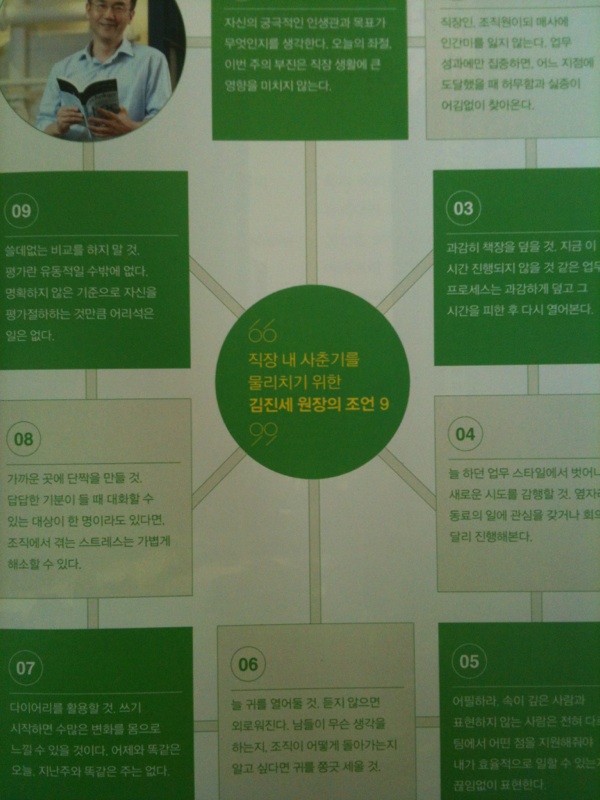 자신의 궁극적인 인생관과 목표가
무엇인지를 생각한다. 오늘의 좌절,
이번 주의 부진은 직장 생활에 큰
영향을 미치지 않는다.
직장인, 조직원이되 매사에
인간미를 잃지 않는다. 업무
성과에만 집중하면, 어느 지점에
도달했을 때 허무함과 싫증이
어김없이 찾아온다.
09
쓸데없는 비교를 하지 말 것.
평가란 유동적일 수밖에 없다.
명확하지 않은 기준으로 자신을
평가절하하는 것만큼 어리석은
일은 없다.
03
과감히 책장을 덮을 것. 지금 이
시간 진행되지 않을 것 같은 업무
프로세스는 과감하게 덮고 그
시간을 피한 후 다시 열어본다.
“
직장 내 사춘기를
물리치기 위한
김진세 원장의 조언 9
”
08
가까운 곳에 단짝을 만들 것.
답답한 기분이 들 때 대화할 수
있는 대상이 한 명이라도 있다면,
조직에서 겪는 스트레스는 가볍게
해소할 수 있다.
04
늘 하던 업무 스타일에서 벗어나
새로운 시도를 감행할 것. 옆자리
동료의 일에 관심을 갖거나
달리 진행해본다.
07
다이어리를 활용할 것. 쓰기
시작하면 수많은 변화를 몸으로
느낄 수 있을 것이다. 어제와 똑같은
오늘, 지난주와 똑같은 주는 없다.
06
늘 귀를 열어둘 것. 듣지 않으면
외로워진다. 남들이 무슨 생각을
하는지, 조직이 어떻게 돌아가는지
알고 싶다면 귀를 쫑긋 세울 것.
05
어필하라. 속이 깊은 사람과
표현하지 않는 사람은 전혀
팀에서 어떤 점을 지원해줘야
내가 효율적으로 일할 수 있는지
끊임없이 표현한다.